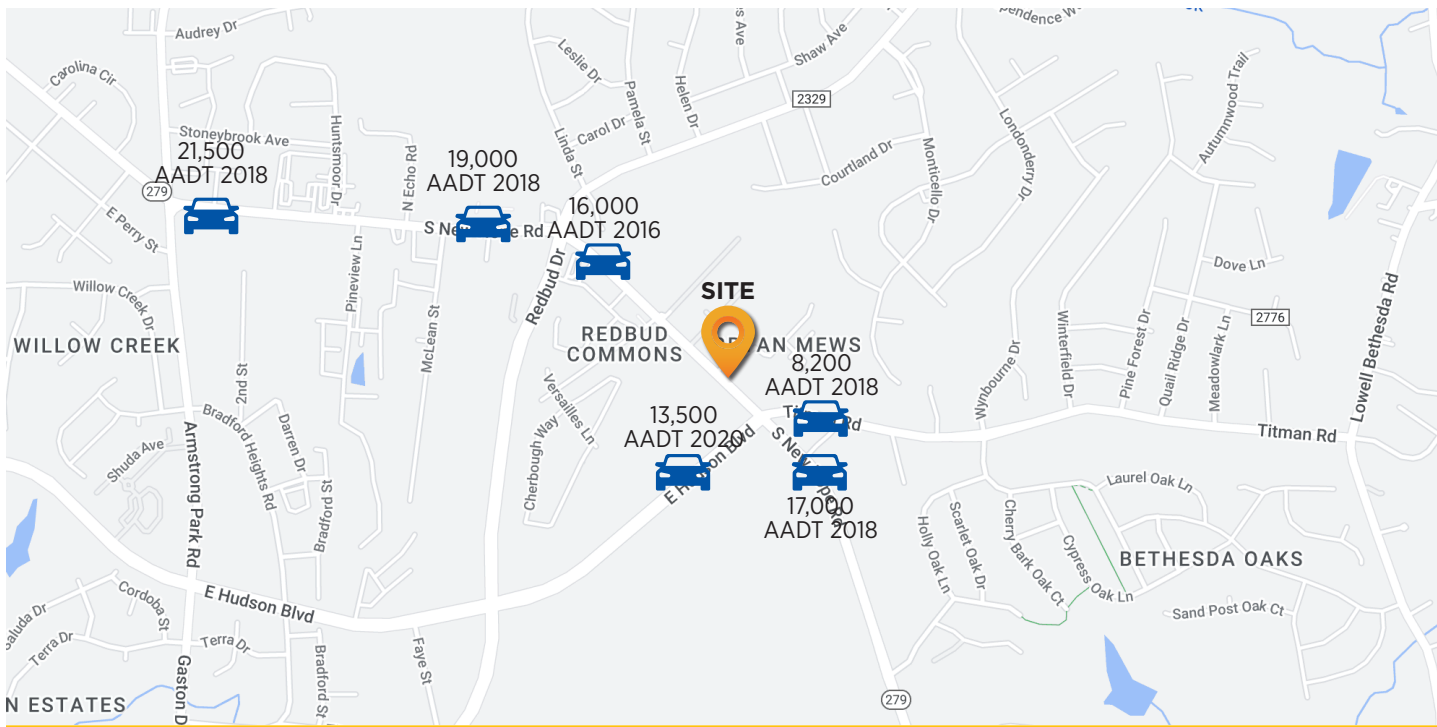 Audrey Dr
Carolina Cir
Leslie Dr
Pamela St
Helen Dr
Shaw Ave
2329
Stoneybrook Ave
Huntsmoor Dr
N Echo Rd
Linda St
Carol Dr
Courtland Dr
Monticello Dr
Londonderry Dr
Autumnwood Trail
21,500
AADT 2018
19,000
AADT 2018
16,000
AADT 2016
279
E Perry St
Pineview Ln
Redbud Dr
Dove Ln
Willow Creek Dr
McLean St
SITE
WILLOW CREEK
REDBUD
COMMONS
MEWS
8,200
AADT 2018
2776
Winterfield Dr
Pine Forest Dr
Quail Ridge Dr
Meadowlark Ln
Wynbourne Dr
Lowell Bethesda Rd
2nd St
Versailles Ln
Cherbough Way
13,500
AADT 2020
Titman Rd
Bradford Heights Rd
Darren Dr
Shuda Ave
Armstrong Park Rd
Bradford St
E Hudson Blvd
17,000
AADT 2018
Laurel Oak Ln
Holly Oak Ln
Scarlet Oak Dr
Cherry Bark Oak Ct
Cypress Oak Ln
BETHESDA OAKS
Sand Post Oak Ct
Saluda Dr
Terra Dr
Cordoba St
Terra Dr
Gaston D
Bradford St
Faye St
N ESTATES
279